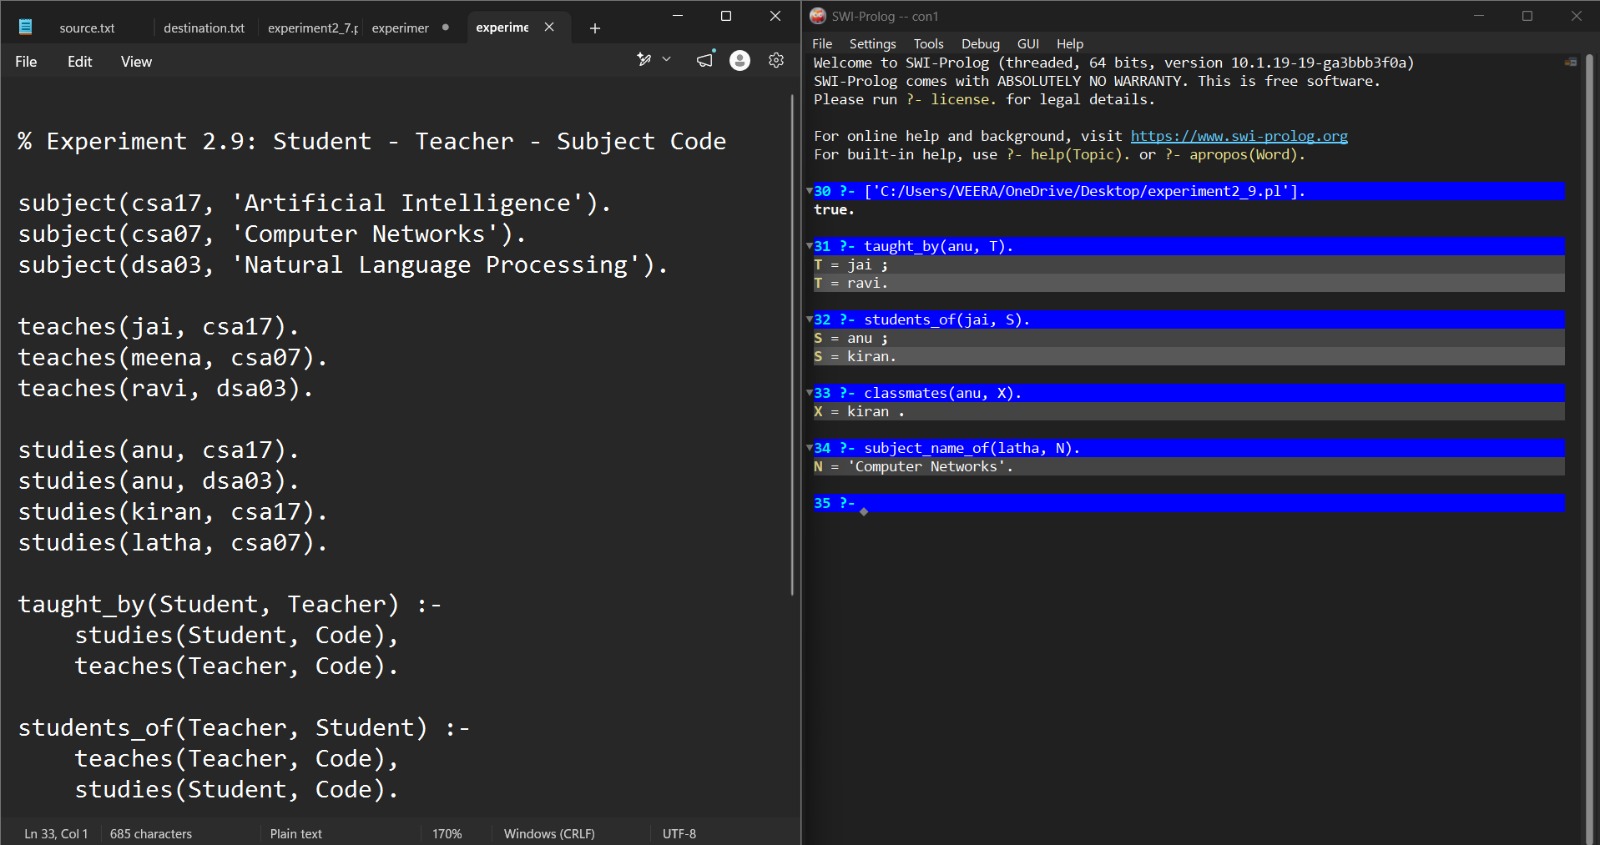 source.txt
destination.txt
experiment2_7.p
experimer
experime
File Edit View
% Experiment 2.9: Student - Teacher - Subject Code
subject(csa17, 'Artificial Intelligence').
subject(csa07, 'Computer Networks').
subject(dsa03, 'Natural Language Processing').
teaches(jai, csa17).
teaches(meena, csa07).
teaches(ravi, dsa03).
studies(anu, csa17).
studies(anu, dsa03).
studies(kiran, csa17).
studies(latha, csa07).
taught_by(Student, Teacher) :-
    studies(Student, Code),
    teaches(Teacher, Code).
students_of(Teacher, Student) :-
    teaches(Teacher, Code),
    studies(Student, Code).
Ln 33, Col 1 685 characters Plain text 170% Windows (CRLF) UTF-8
SWI-Prolog -- con1
File Settings Tools Debug GUI Help
Welcome to SWI-Prolog (threaded, 64 bits, version 10.1.19-19-ga3bbb3f0a)
SWI-Prolog comes with ABSOLUTELY NO WARRANTY. This is free software.
Please run ?- license. for legal details.
For online help and background, visit https://www.swi-prolog.org
For built-in help, use ?- help(Topic). or ?- apropos(Word).
30 ?- ['C:/Users/VEERA/OneDrive/Desktop/experiment2_9.pl'].
true.
31 ?- taught_by(anu, T).
T = jai ;
T = ravi.
32 ?- students_of(jai, S).
S = anu ;
S = kiran.
33 ?- classmates(anu, X).
X = kiran .
34 ?- subject_name_of(latha, N).
N = 'Computer Networks'.
35 ?-